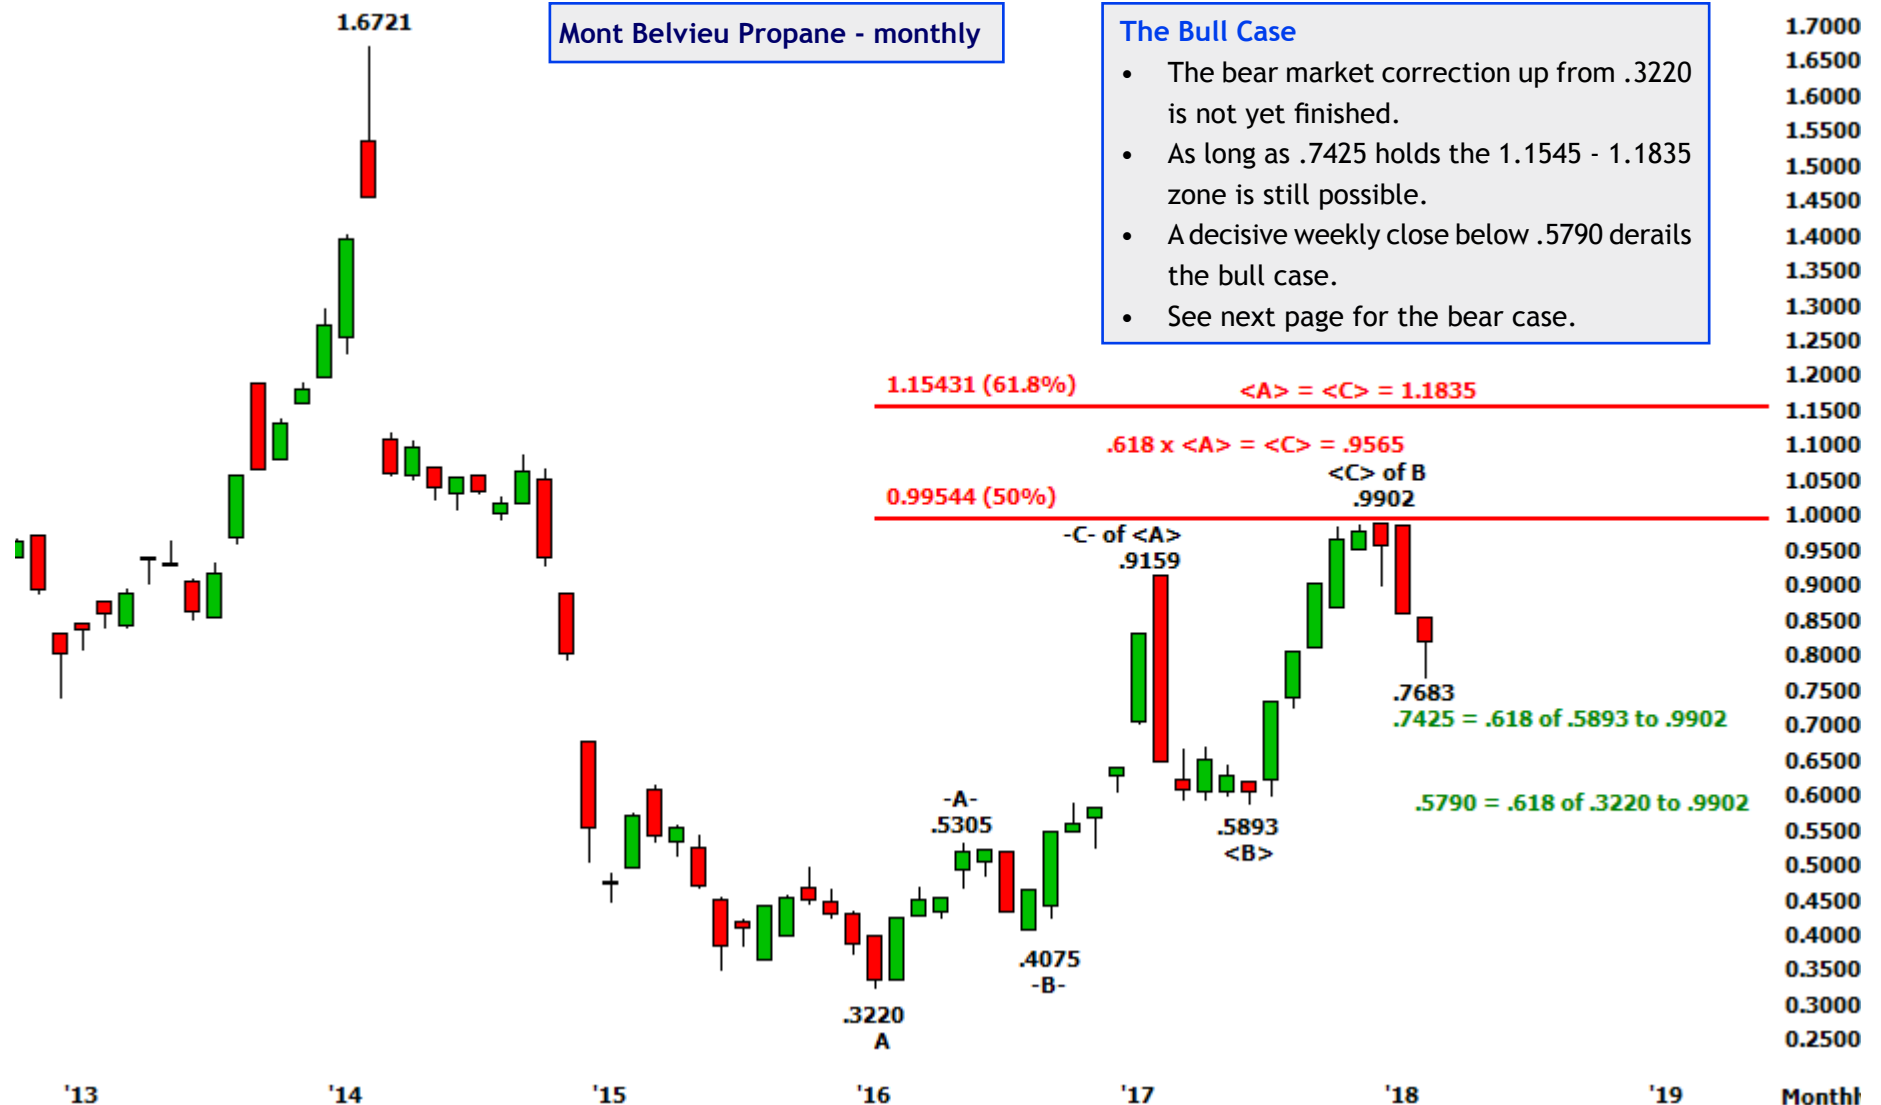 1.6721
Mont Belvieu Propane - monthly
The Bull Case
• The bear market correction up from .3220
is not yet finished.
• As long as .7425 holds the 1.1545 - 1.1835
zone is still possible.
• A decisive weekly close below .5790 derails
the bull case.
• See next page for the bear case.
1.15431 (61.8%)
<A> = <C> = 1.1835
.618 x <A> = <C> = .9565
<C> of B
.9902
0.99544 (50%)
-C- of <A>
.9159
.7683
.7425 = .618 of .5893 to .9902
.5790 = .618 of .3220 to .9902
-A-
.5305
.5893
<B>
.4075
-B-
.3220
A
1.7000
1.6500
1.6000
1.5500
1.5000
1.4500
1.4000
1.3500
1.3000
1.2500
1.2000
1.1500
1.1000
1.0500
1.0000
0.9500
0.9000
0.8500
0.8000
0.7500
0.7000
0.6500
0.6000
0.5500
0.5000
0.4500
0.4000
0.3500
0.3000
0.2500
'13 '14 '15 '16 '17 '18 '19 Monthl